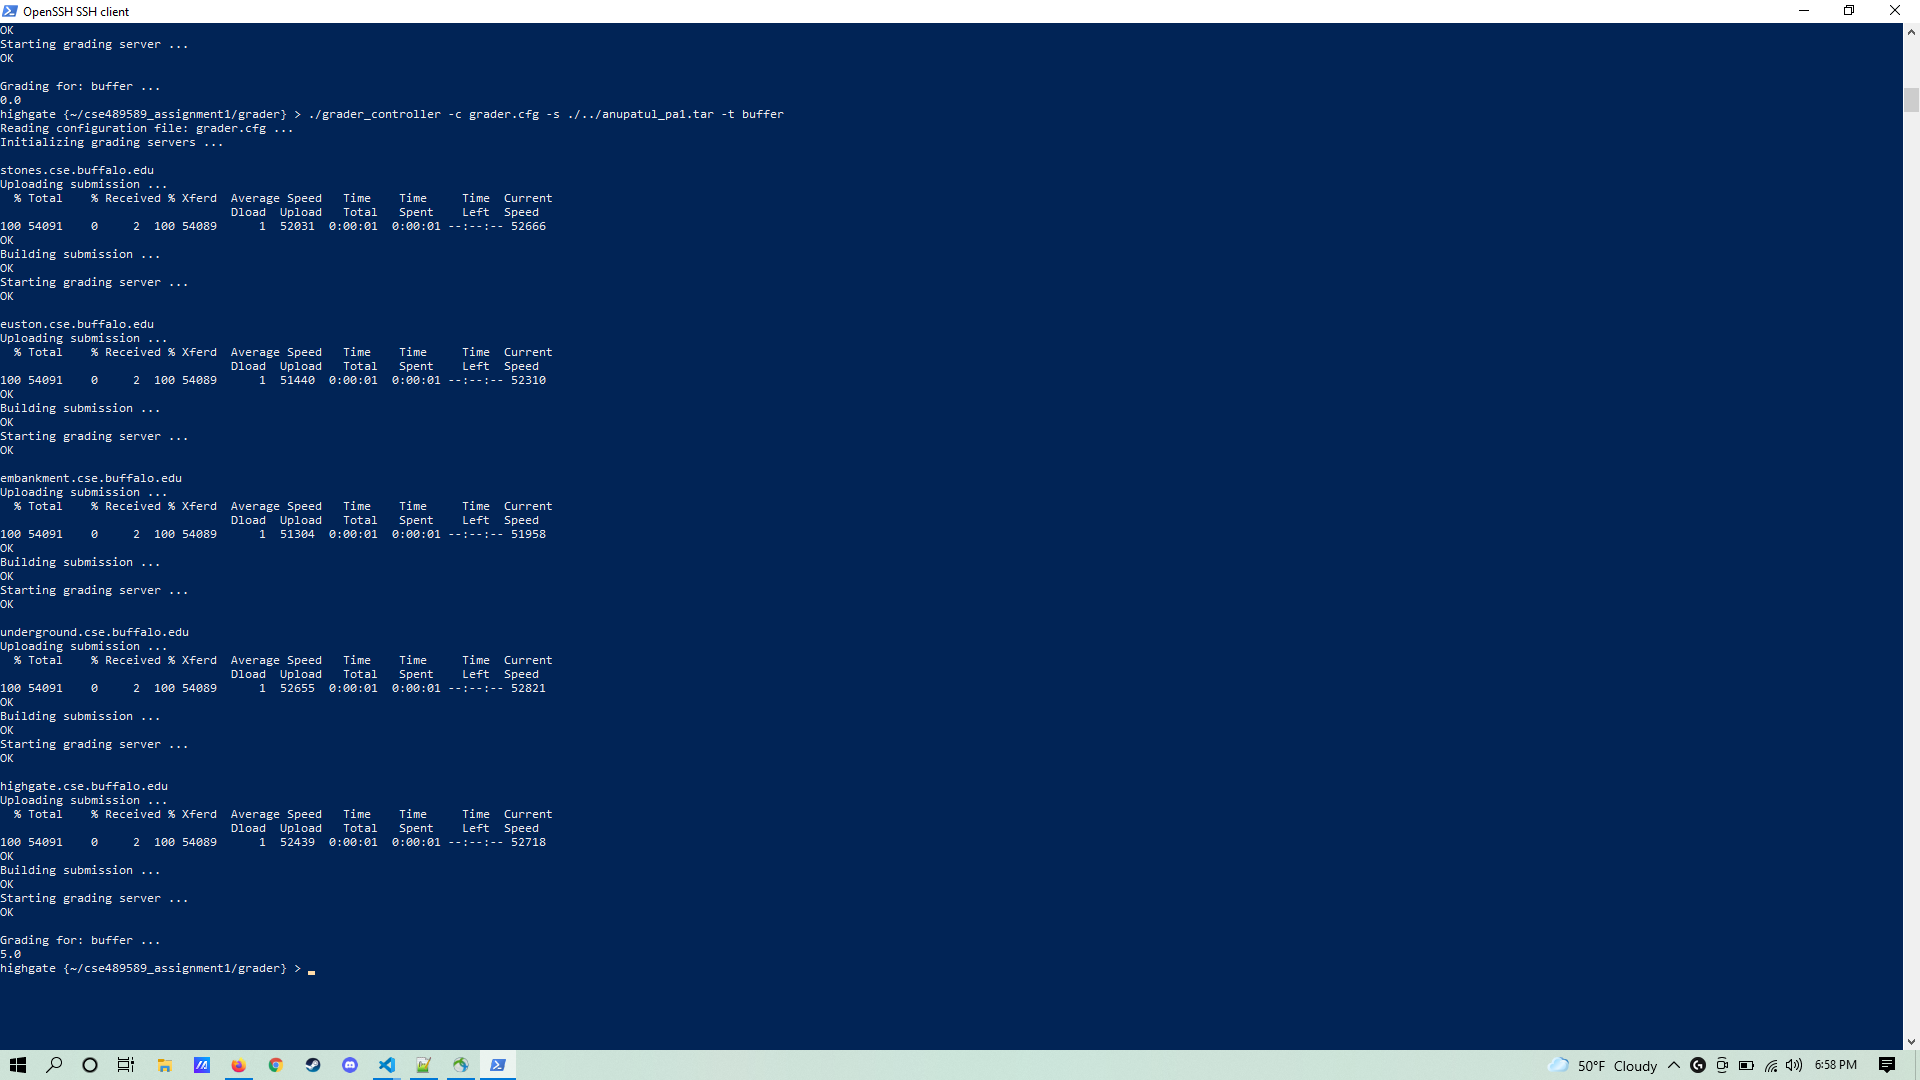 OpenSSH SSH client
OK
Starting grading server ...
OK
Grading for: buffer ...
0.0
highgate {~/cse489589_assignment1/grader} > ./grader_controller -c grader.cfg -s ./../anupatul_pa1.tar -t buffer
Reading configuration file: grader.cfg ...
Initializing grading servers ...
stones.cse.buffalo.edu
Uploading submission ...
% Total % Received % Xferd Average Speed Time Time Time Current
Dload Upload Total Spent Left Speed
100 54091 0 2 100 54089 1 52031 0:00:01 0:00:01 --:--:-- 52666
OK
Building submission ...
OK
Starting grading server ...
OK
euston.cse.buffalo.edu
Uploading submission ...
% Total % Received % Xferd Average Speed Time Time Time Current
Dload Upload Total Spent Left Speed
100 54091 0 2 100 54089 1 51440 0:00:01 0:00:01 --:--:-- 52310
OK
Building submission ...
OK
Starting grading server ...
OK
embankment.cse.buffalo.edu
Uploading submission ...
% Total % Received % Xferd Average Speed Time Time Time Current
Dload Upload Total Spent Left Speed
100 54091 0 2 100 54089 1 51304 0:00:01 0:00:01 --:--:-- 51958
OK
Building submission ...
OK
Starting grading server ...
OK
underground.cse.buffalo.edu
Uploading submission ...
% Total % Received % Xferd Average Speed Time Time Time Current
Dload Upload Total Spent Left Speed
100 54091 0 2 100 54089 1 52655 0:00:01 0:00:01 --:--:-- 52821
OK
Building submission ...
OK
Starting grading server ...
OK
highgate.cse.buffalo.edu
Uploading submission ...
% Total % Received % Xferd Average Speed Time Time Time Current
Dload Upload Total Spent Left Speed
100 54091 0 2 100 54089 1 52439 0:00:01 0:00:01 --:--:-- 52718
OK
Building submission ...
OK
Starting grading server ...
OK
Grading for: buffer ...
5.0
highgate {~/cse489589_assignment1/grader} >
50°F Cloudy 6:58 PM